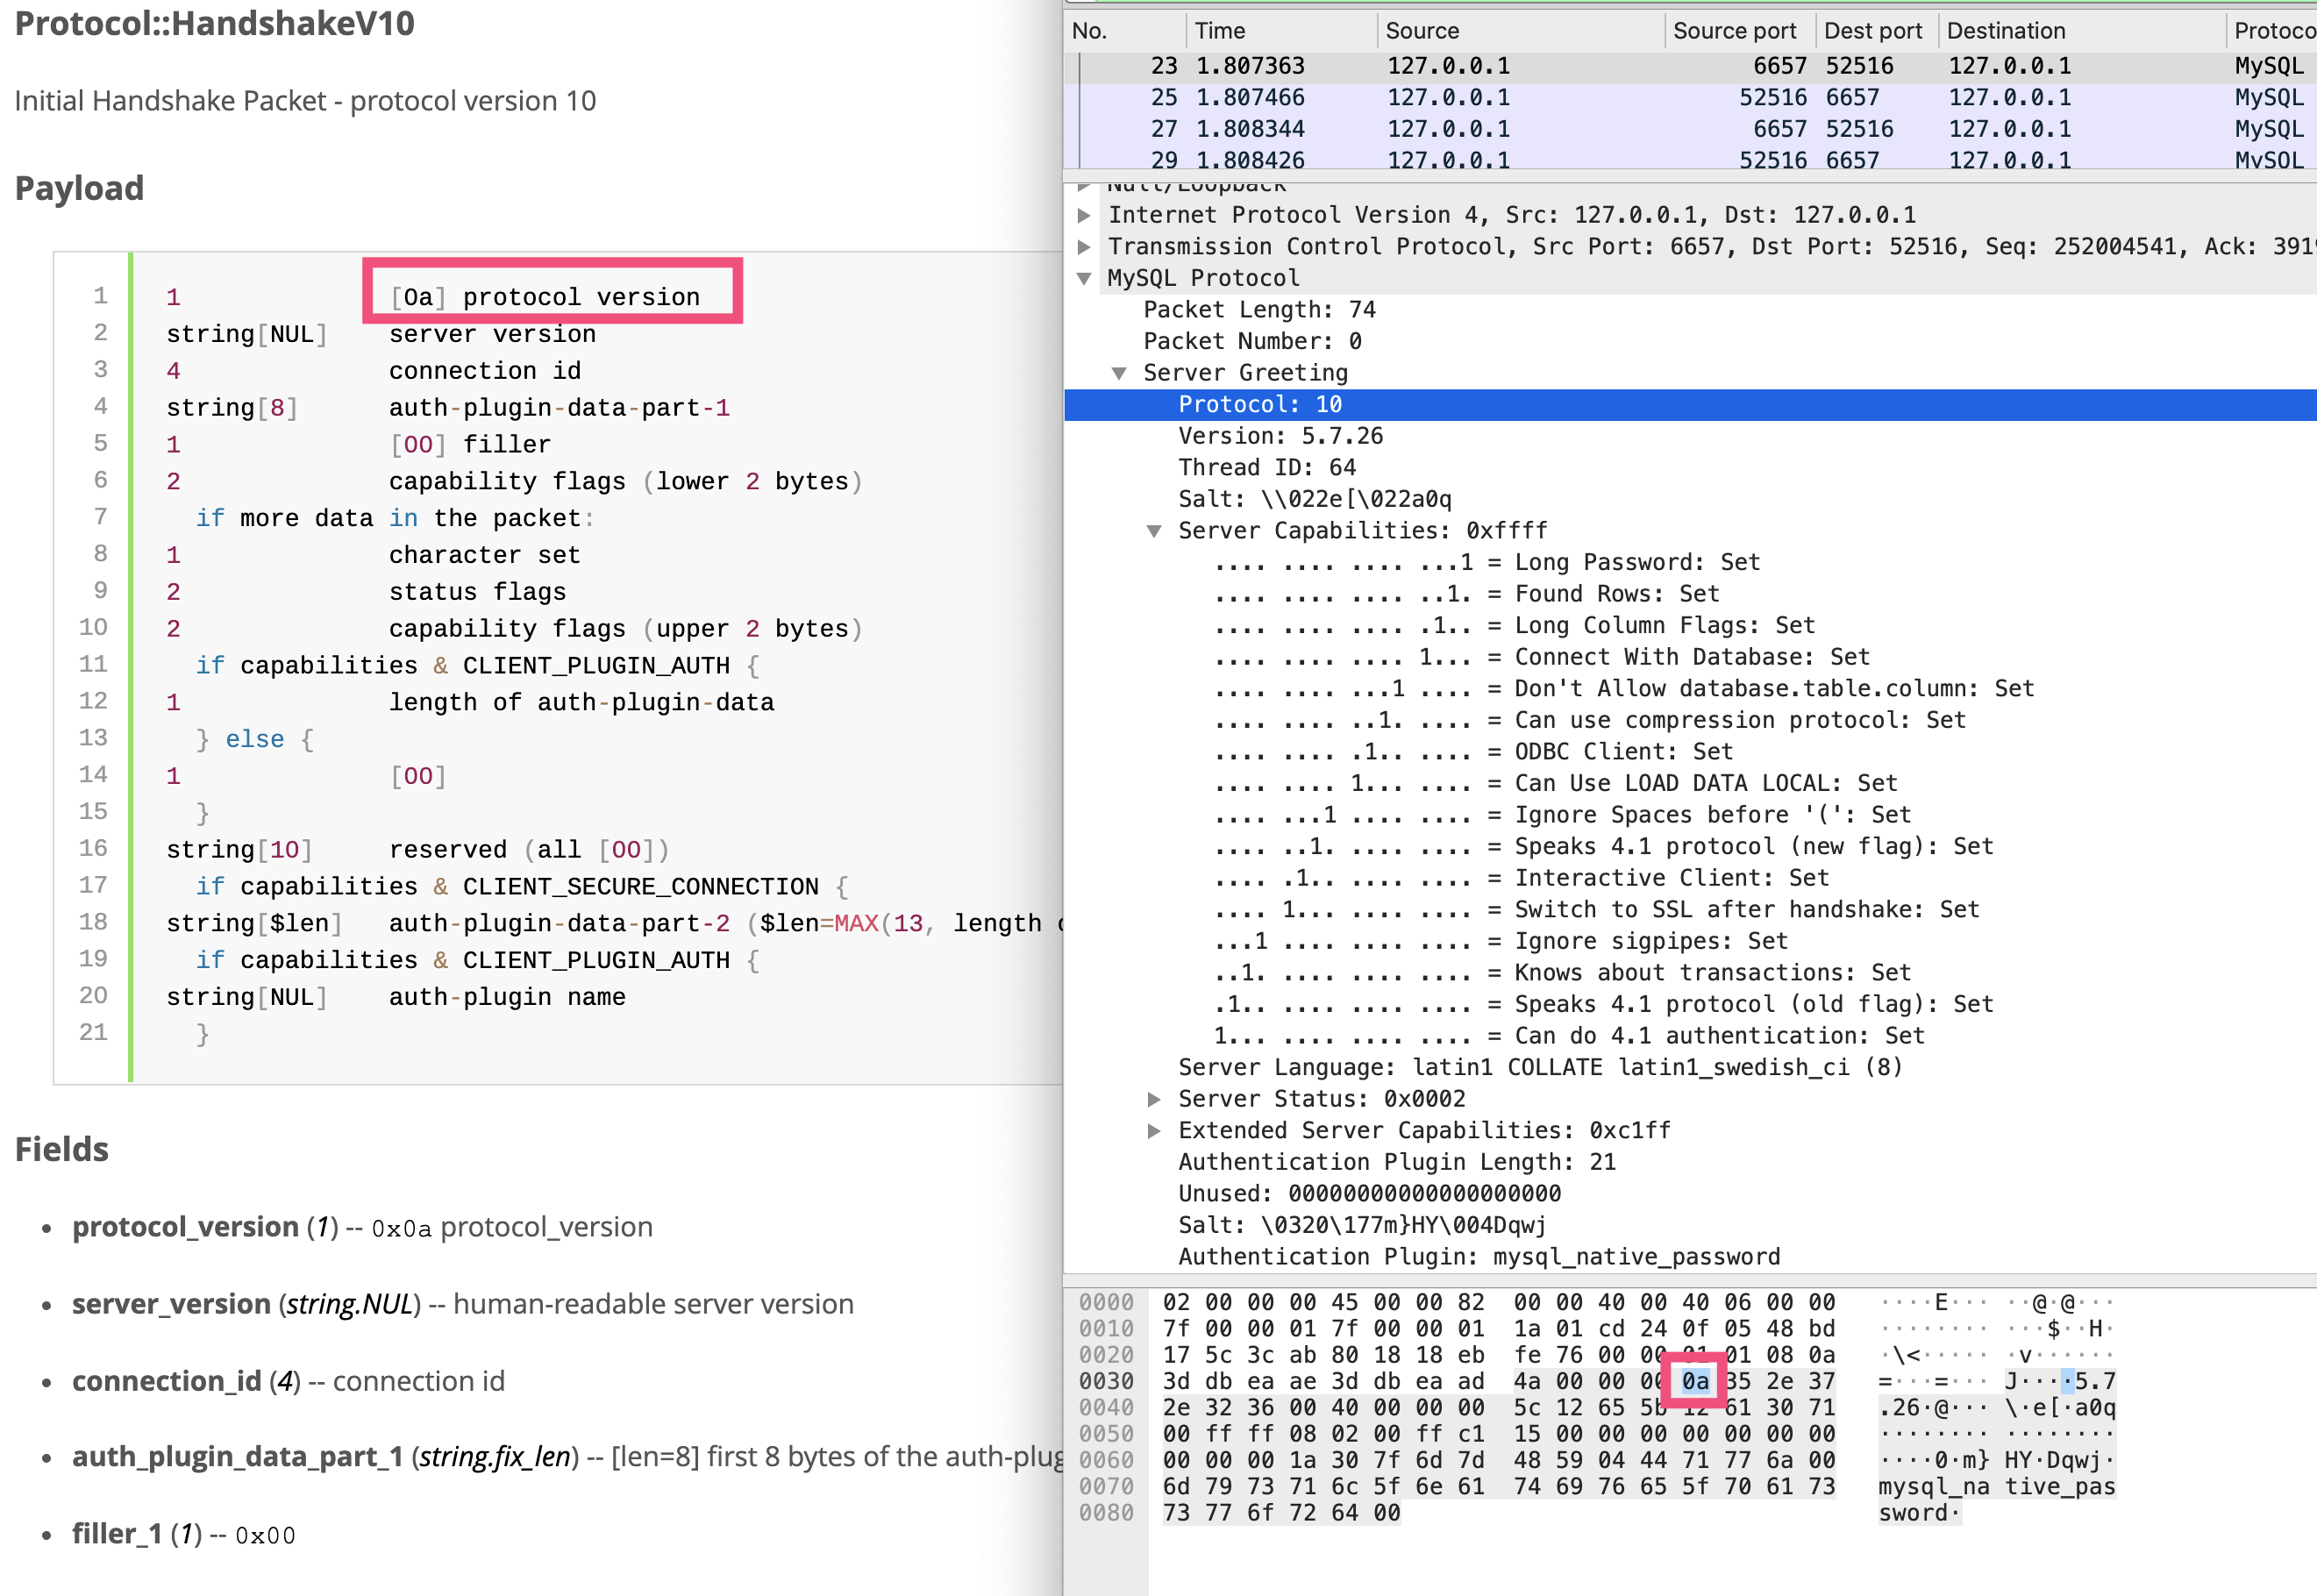 Protocol::HandshakeV10
Initial Handshake Packet - protocol version 10
Payload
1 1 [0a] protocol version
2 string[NUL] server version
3 4 connection id
4 string[8] auth-plugin-data-part-1
5 1 [00] filler
6 2 capability flags (lower 2 bytes)
7 if more data in the packet:
8 1 character set
9 2 status flags
10 2 capability flags (upper 2 bytes)
11 if capabilities & CLIENT_PLUGIN_AUTH {
12 1 length of auth-plugin-data
13 } else {
14 1 [00]
15 }
16 string[10] reserved (all [00])
17 if capabilities & CLIENT_SECURE_CONNECTION {
18 string[$len] auth-plugin-data-part-2 ($len=MAX(13, length
19 if capabilities & CLIENT_PLUGIN_AUTH {
20 string[NUL] auth-plugin name
21 }
Fields
• protocol_version (1) -- 0x0a protocol_version
• server_version (string.NUL) -- human-readable server version
• connection_id (4) -- connection id
• auth_plugin_data_part_1 (string.fix_len) -- [len=8] first 8 bytes of the auth-plug
• filler_1 (1) -- 0x00
No. Time Source Source port Dest port Destination Protoco
23 1.807363 127.0.0.1 6657 52516 127.0.0.1 MySQL
25 1.807466 127.0.0.1 52516 6657 127.0.0.1 MySQL
27 1.808344 127.0.0.1 6657 52516 127.0.0.1 MySQL
29 1.808426 127.0.0.1 52516 6657 127.0.0.1 MySQL
Null/Loopback
Internet Protocol Version 4, Src: 127.0.0.1, Dst: 127.0.0.1
Transmission Control Protocol, Src Port: 6657, Dst Port: 52516, Seq: 252004541, Ack: 391
MySQL Protocol
Packet Length: 74
Packet Number: 0
Server Greeting
Protocol: 10
Version: 5.7.26
Thread ID: 64
Salt: \\022e[\022a0q
Server Capabilities: 0xffff
.... .... .... ...1 = Long Password: Set
.... .... .... ..1. = Found Rows: Set
.... .... .... .1.. = Long Column Flags: Set
.... .... .... 1... = Connect With Database: Set
.... .... ...1 .... = Don't Allow database.table.column: Set
.... .... ..1. .... = Can use compression protocol: Set
.... .... .1.. .... = ODBC Client: Set
.... .... 1... .... = Can Use LOAD DATA LOCAL: Set
.... ...1 .... .... = Ignore Spaces before '(': Set
.... ..1. .... .... = Speaks 4.1 protocol (new flag): Set
.... .1.. .... .... = Interactive Client: Set
.... 1... .... .... = Switch to SSL after handshake: Set
...1 .... .... .... = Ignore sigpipes: Set
..1. .... .... .... = Knows about transactions: Set
.1.. .... .... .... = Speaks 4.1 protocol (old flag): Set
1... .... .... .... = Can do 4.1 authentication: Set
Server Language: latin1 COLLATE latin1_swedish_ci (8)
Server Status: 0x0002
Extended Server Capabilities: 0xc1ff
Authentication Plugin Length: 21
Unused: 00000000000000000000
Salt: \0320\177m}HY\004Dqwj
Authentication Plugin: mysql_native_password
0000 02 00 00 00 45 00 00 82 00 00 40 00 40 06 00 00 ····E··· ··@·@···
0010 7f 00 00 01 7f 00 00 01 1a 01 cd 24 0f 05 48 bd ········ ···$··H·
0020 17 5c 3c ab 80 18 18 eb fe 76 00 00 01 01 08 0a ·\<····· ·v······
0030 3d db ea ae 3d db ea ad 4a 00 00 00 0a 35 2e 37 =···=··· J····5.7
0040 2e 32 36 00 40 00 00 00 5c 12 65 5b 12 61 30 71 .26·@··· \·e[·a0q
0050 00 ff ff 08 02 00 ff c1 15 00 00 00 00 00 00 00 ········ ········
0060 00 00 00 1a 30 7f 6d 7d 48 59 04 44 71 77 6a 00 ····0·m} HY·Dqwj·
0070 6d 79 73 71 6c 5f 6e 61 74 69 76 65 5f 70 61 73 mysql_na tive_pas
0080 73 77 6f 72 64 00 sword·